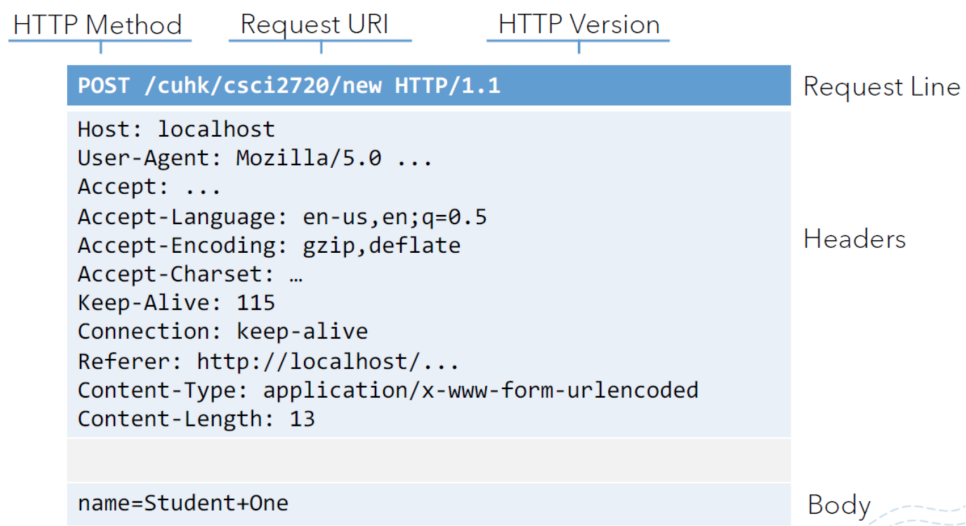 HTTP Method Request URI HTTP Version
POST /cuhk/csci2720/new HTTP/1.1 Request Line
Host: localhost
User-Agent: Mozilla/5.0 ...
Accept: ...
Accept-Language: en-us,en;q=0.5
Accept-Encoding: gzip,deflate
Headers
Accept-Charset: …
Keep-Alive: 115
Connection: keep-alive
Referer: http://localhost/...
Content-Type: application/x-www-form-urlencoded
Content-Length: 13
name=Student+One Body